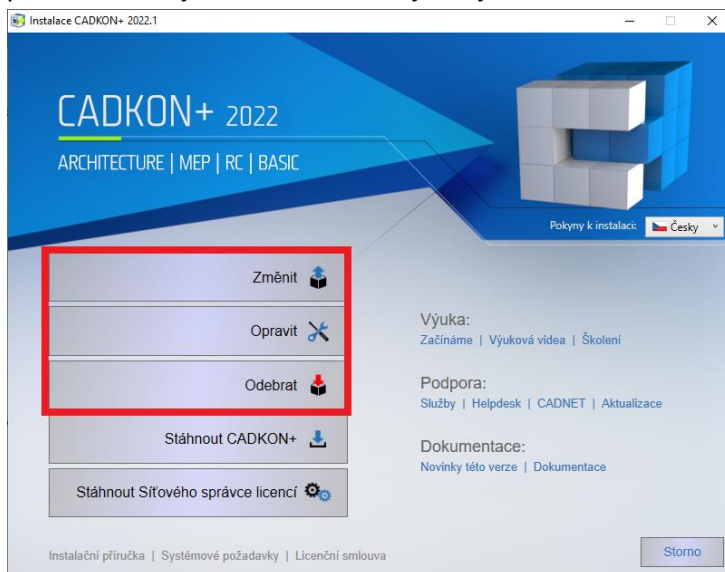 Instalace CADKON+ 2022.1
CADKON+ 2022
ARCHITECTURE | MEP | RC | BASIC
Pokyny k instalaci:
Česky
Změnit
Opravit
Odebrat
Stáhnout CADKON+
Stáhnout Síťového správce licencí
Výuka:
Začínáme | Výuková videa | Školení
Podpora:
Služby | Helpdesk | CADNET | Aktualizace
Dokumentace:
Novinky této verze | Dokumentace
Instalační příručka | Systémové požadavky | Licenční smlouva
Storno